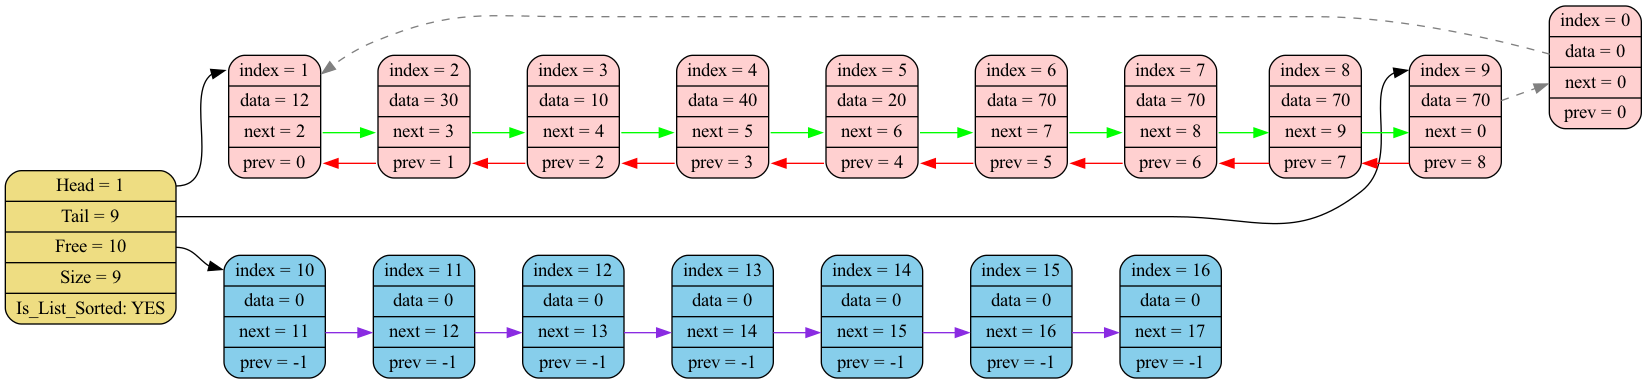 index = 0
data = 0
next = 0
prev = 0
index = 1
data = 12
next = 2
prev = 0
index = 2
data = 30
next = 3
prev = 1
index = 3
data = 10
next = 4
prev = 2
index = 4
data = 40
next = 5
prev = 3
index = 5
data = 20
next = 6
prev = 4
index = 6
data = 70
next = 7
prev = 5
index = 7
data = 70
next = 8
prev = 6
index = 8
data = 70
next = 9
prev = 7
index = 9
data = 70
next = 0
prev = 8
Head = 1
Tail = 9
Free = 10
Size = 9
Is_List_Sorted: YES
index = 10
data = 0
next = 11
prev = -1
index = 11
data = 0
next = 12
prev = -1
index = 12
data = 0
next = 13
prev = -1
index = 13
data = 0
next = 14
prev = -1
index = 14
data = 0
next = 15
prev = -1
index = 15
data = 0
next = 16
prev = -1
index = 16
data = 0
next = 17
prev = -1